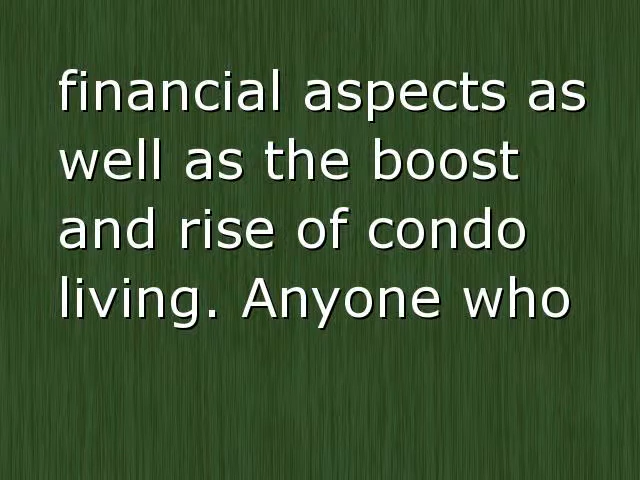 financial aspects as
well as the boost
and rise of condo
living. Anyone who